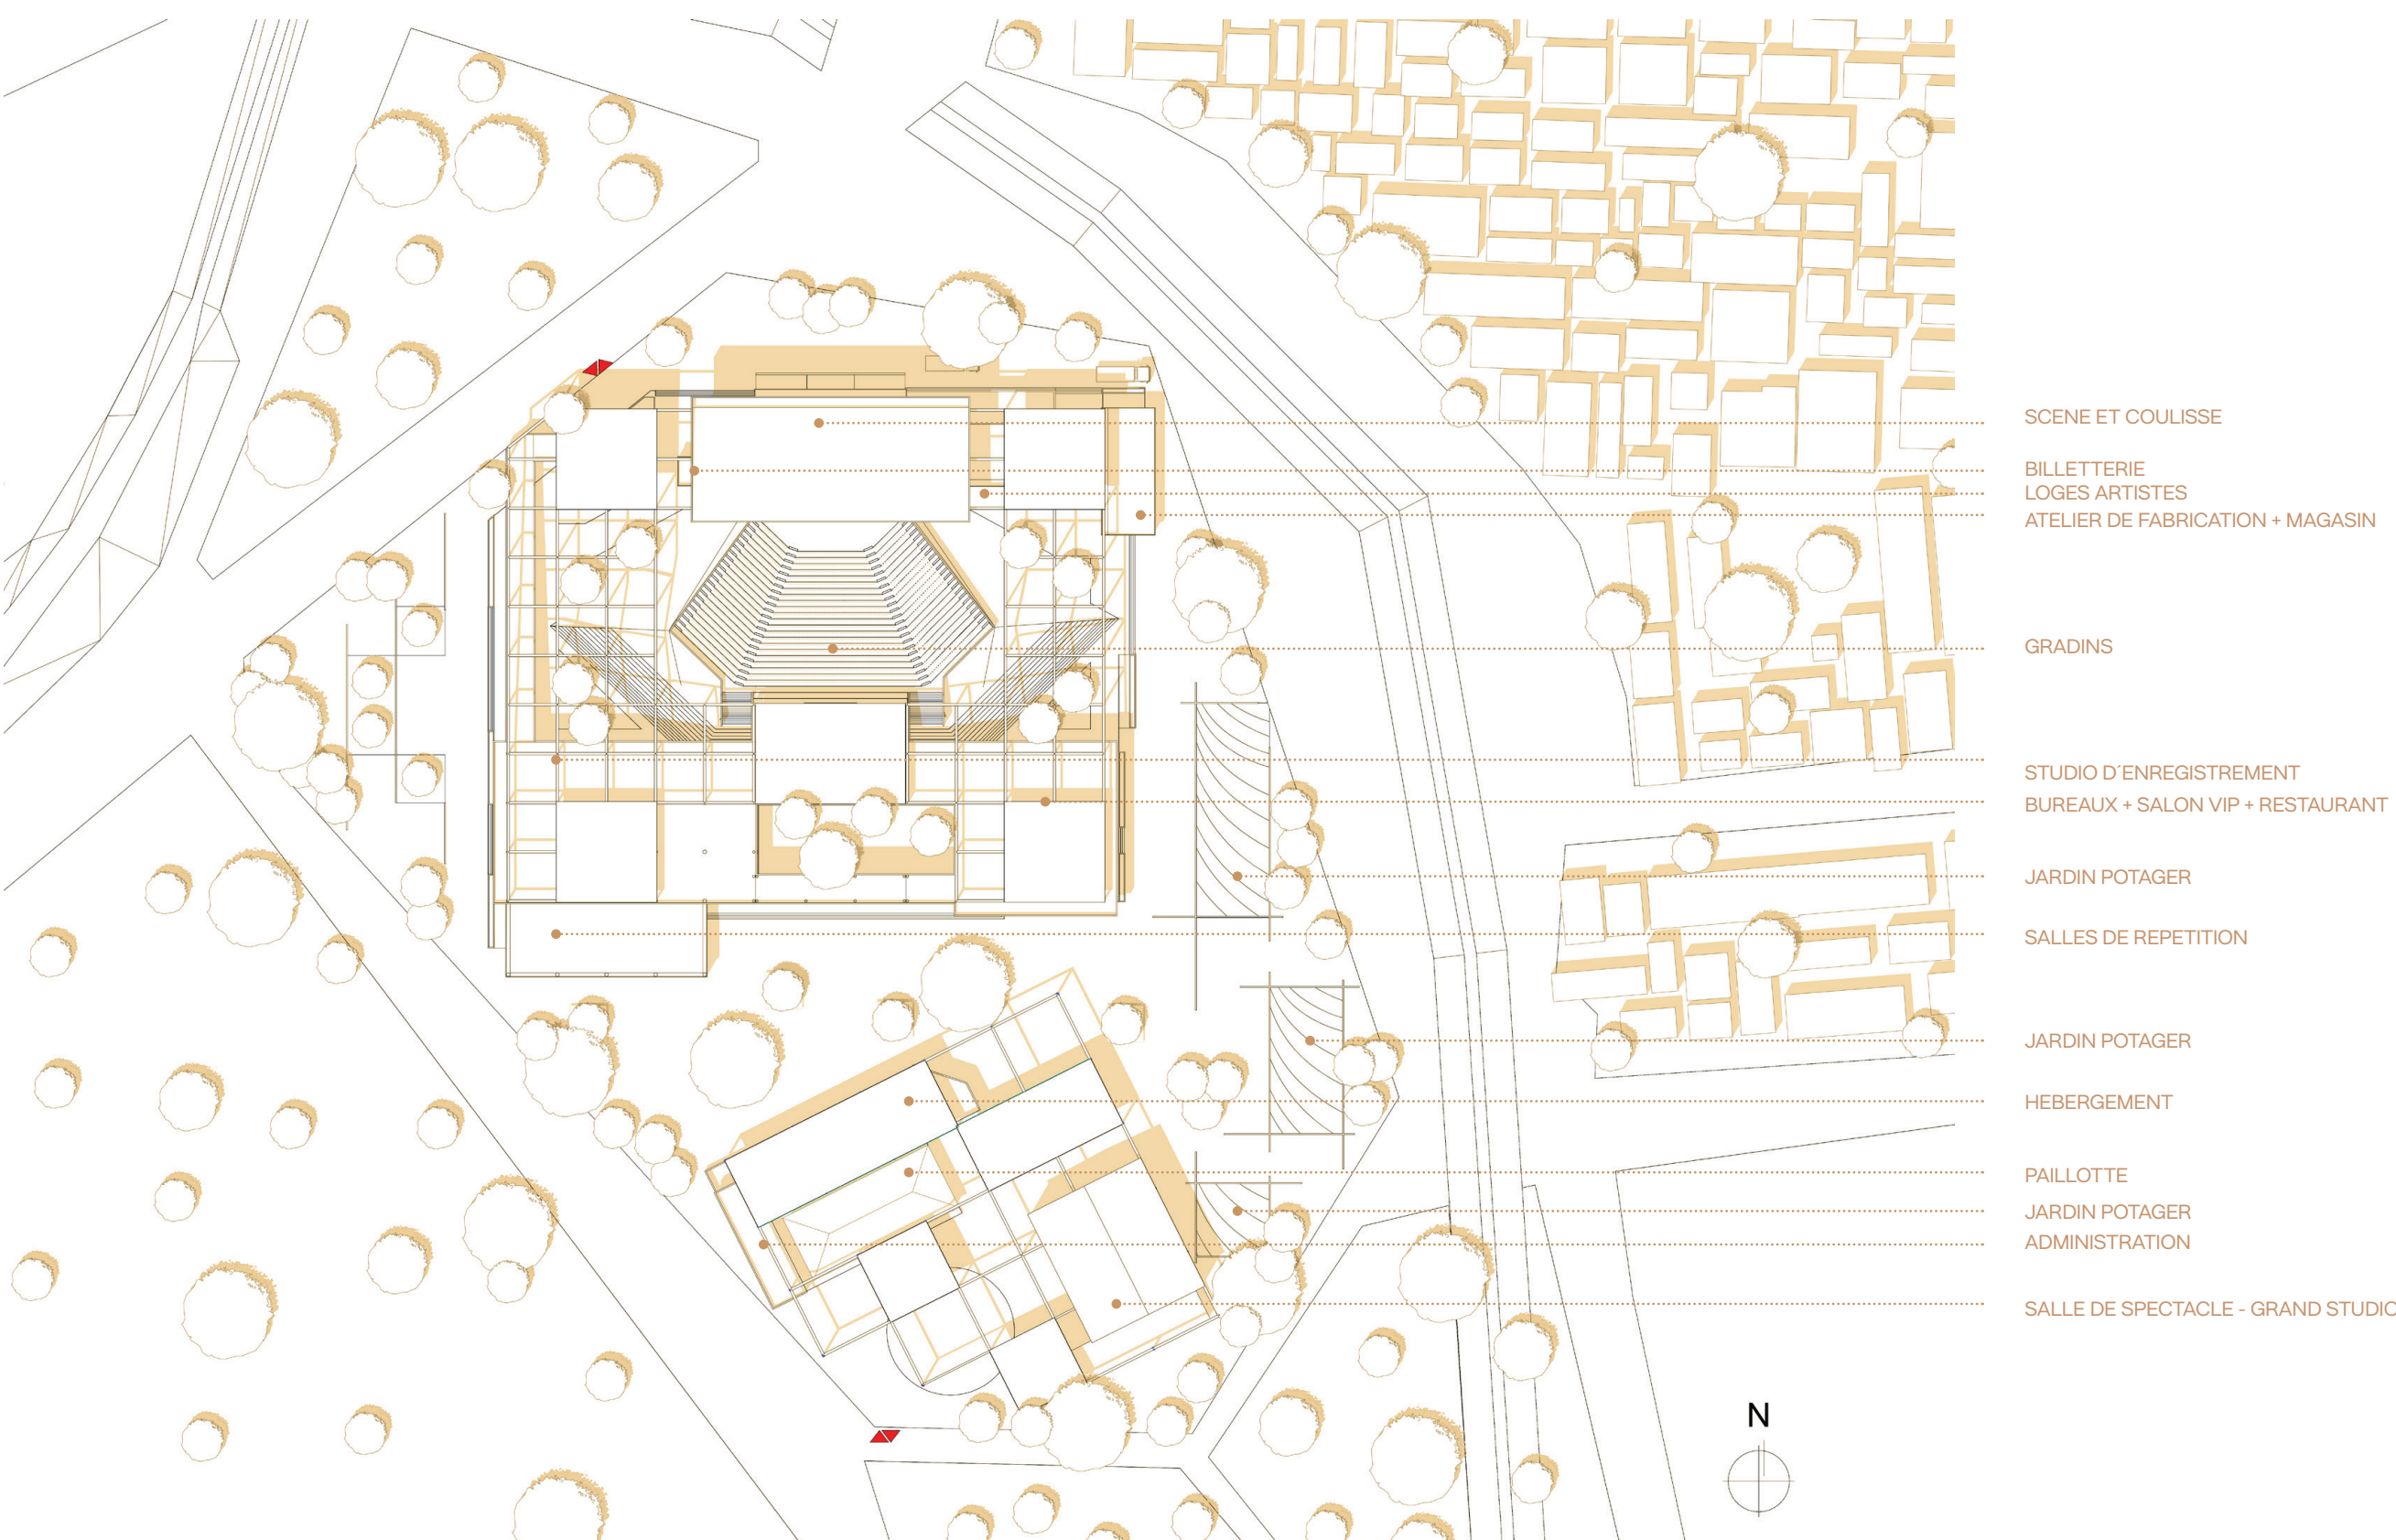 SCENE ET COULISSE
BILLETTERIE
LOGES ARTISTES
ATELIER DE FABRICATION + MAGASIN
GRADINS
STUDIO D´ENREGISTREMENT
BUREAUX + SALON VIP + RESTAURANT
JARDIN POTAGER
SALLES DE REPETITION
JARDIN POTAGER
HEBERGEMENT
PAILLOTTE
JARDIN POTAGER
ADMINISTRATION
SALLE DE SPECTACLE - GRAND STUDIO
N